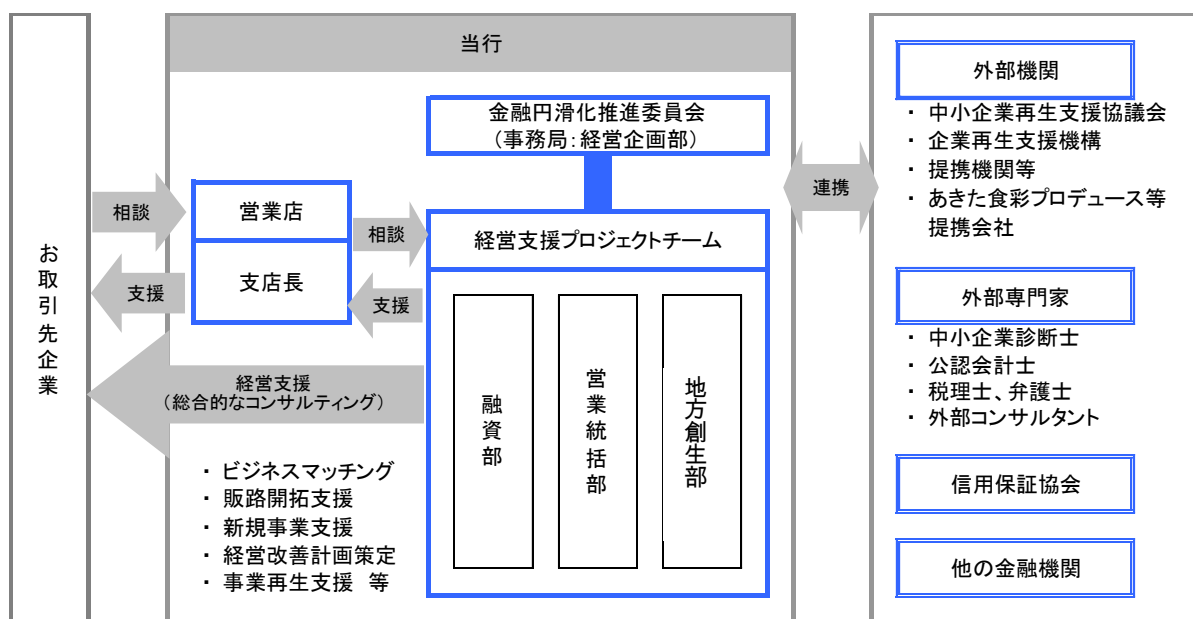 お取引先企業
相談
支援
当行
営業店
支店長
相談
支援
金融円滑化推進委員会
(事務局:経営企画部)
経営支援プロジェクトチーム
融資部
営業統括部
地方創生部
経営支援
(総合的なコンサルティング)
・ ビジネスマッチング
・ 販路開拓支援
・ 新規事業支援
・ 経営改善計画策定
・ 事業再生支援 等
連携
外部機関
・ 中小企業再生支援協議会
・ 企業再生支援機構
・ 提携機関等
・ あきた食彩プロデュース等
提携会社
外部専門家
・ 中小企業診断士
・ 公認会計士
・ 税理士、弁護士
・ 外部コンサルタント
信用保証協会
他の金融機関